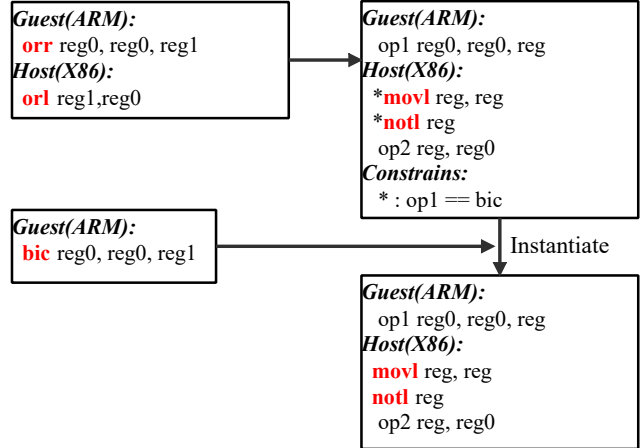 Guest(ARM):
orr reg0, reg0, reg1
Host(X86):
orl reg1,reg0
Guest(ARM):
op1 reg0, reg0, reg
Host(X86):
*movl reg, reg
*notl reg
op2 reg, reg0
Constrains:
* : op1 == bic
Guest(ARM):
bic reg0, reg0, reg1
Instantiate
Guest(ARM):
op1 reg0, reg0, reg
Host(X86):
movl reg, reg
notl reg
op2 reg, reg0